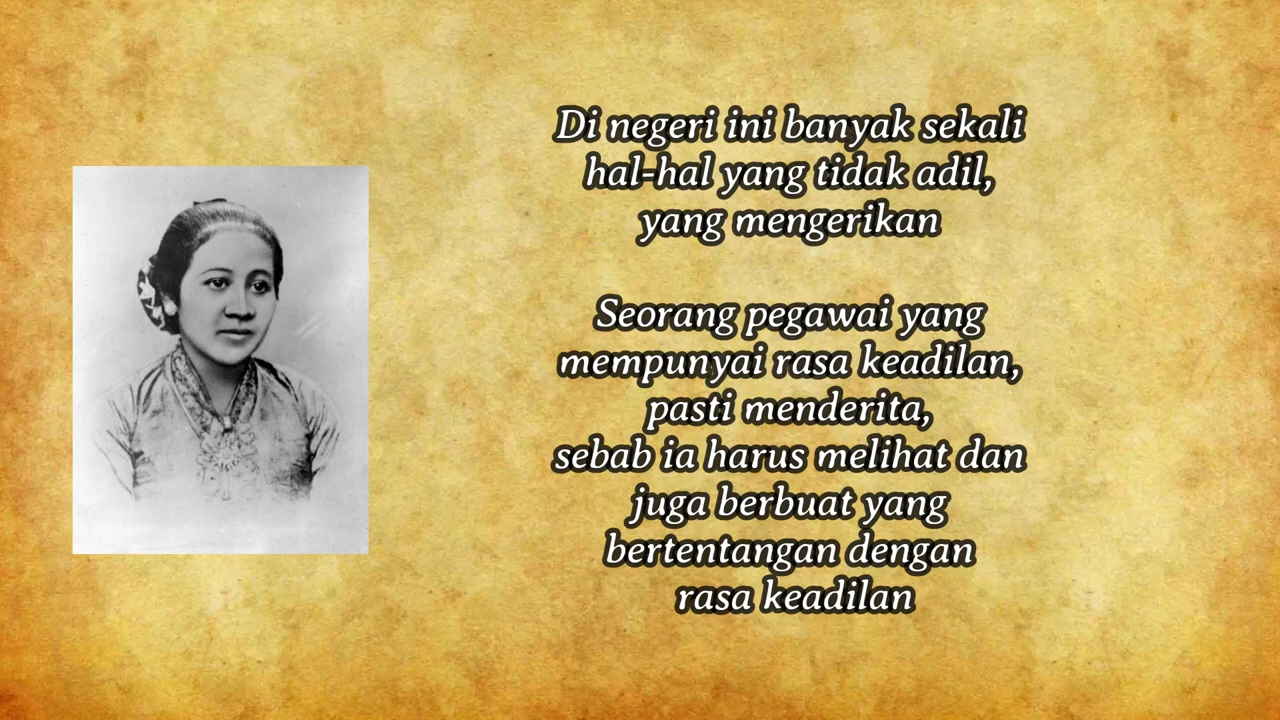 Di negeri ini banyak sekali
hal-hal yang tidak adil,
yang mengerikan
Seorang pegawai yang
mempunyai rasa keadilan,
pasti menderita,
sebab ia harus melihat dan
juga berbuat yang
bertentangan dengan
rasa keadilan